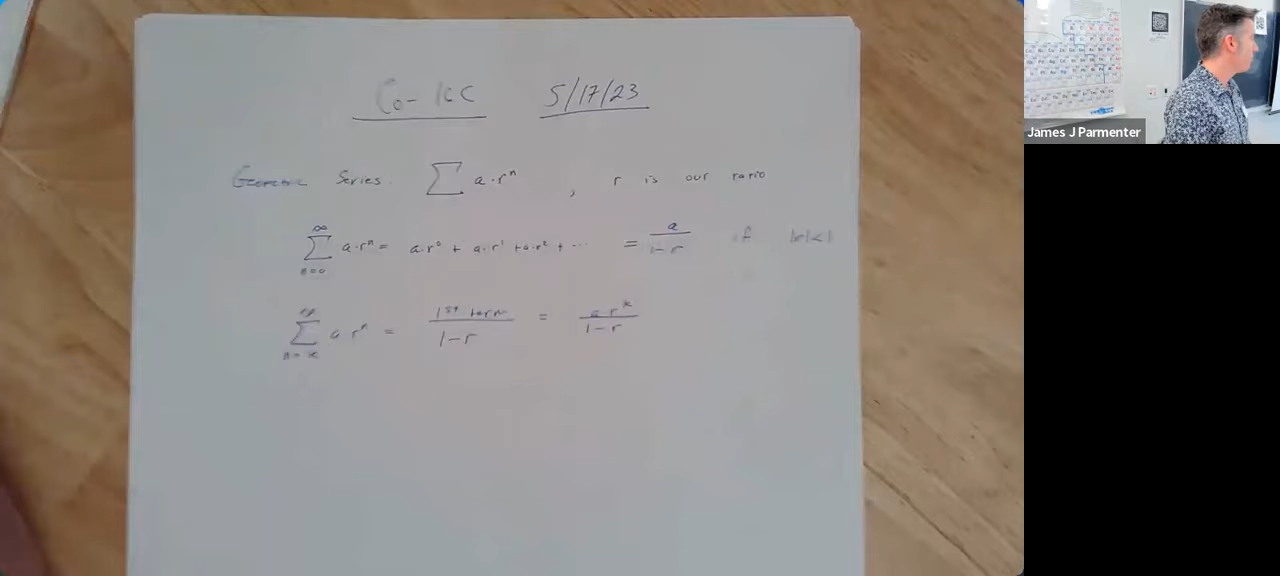 5/17/23
Geometric Series. ∑ a·rⁿ , r is our ratio
∞
∑ a·rⁿ = a·r⁰ + a·r¹ + a·r² + ··· = a/(1-r) if |r|<1
n=0
∞
∑ a·rⁿ = 1st term/(1-r) = a·rᵏ/(1-r)
n=k
James J Parmenter